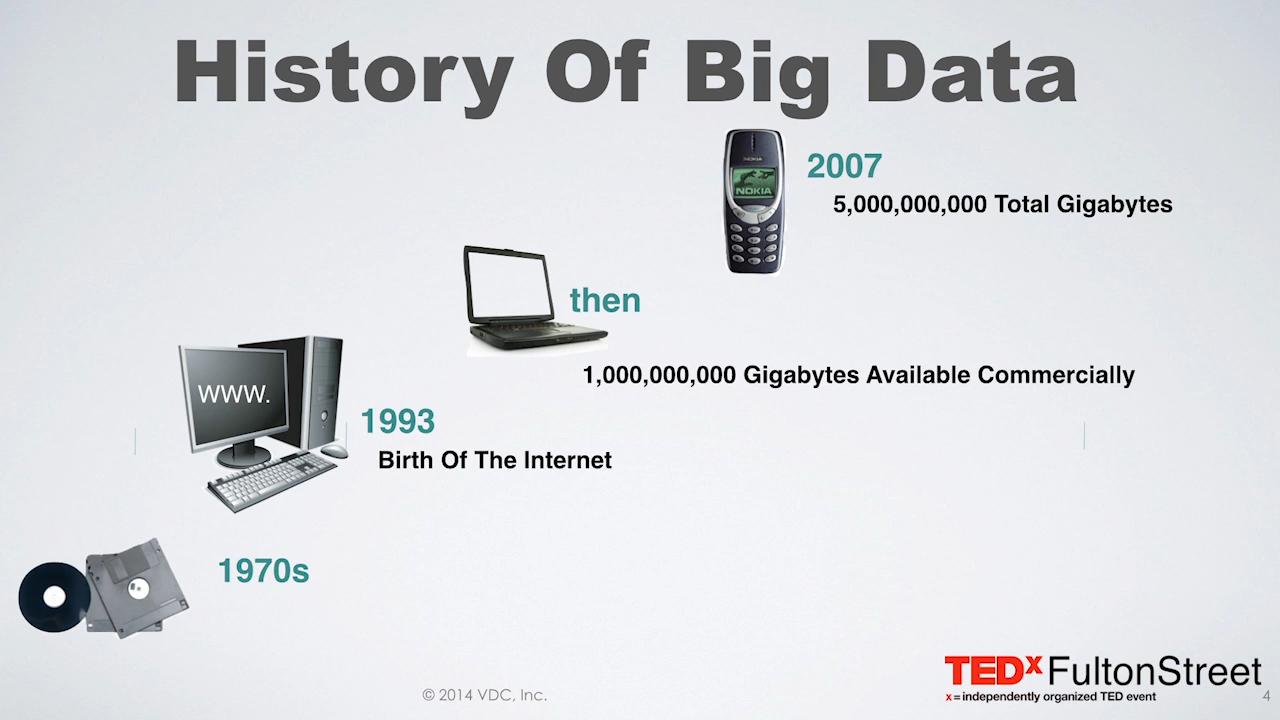 History Of Big Data
NOKIA
NOKIA
2007
5,000,000,000 Total Gigabytes
then
1,000,000,000 Gigabytes Available Commercially
www.
1993
Birth Of The Internet
1970s
TEDx FultonStreet
x = independently organized TED event
© 2014 VDC, Inc.
4